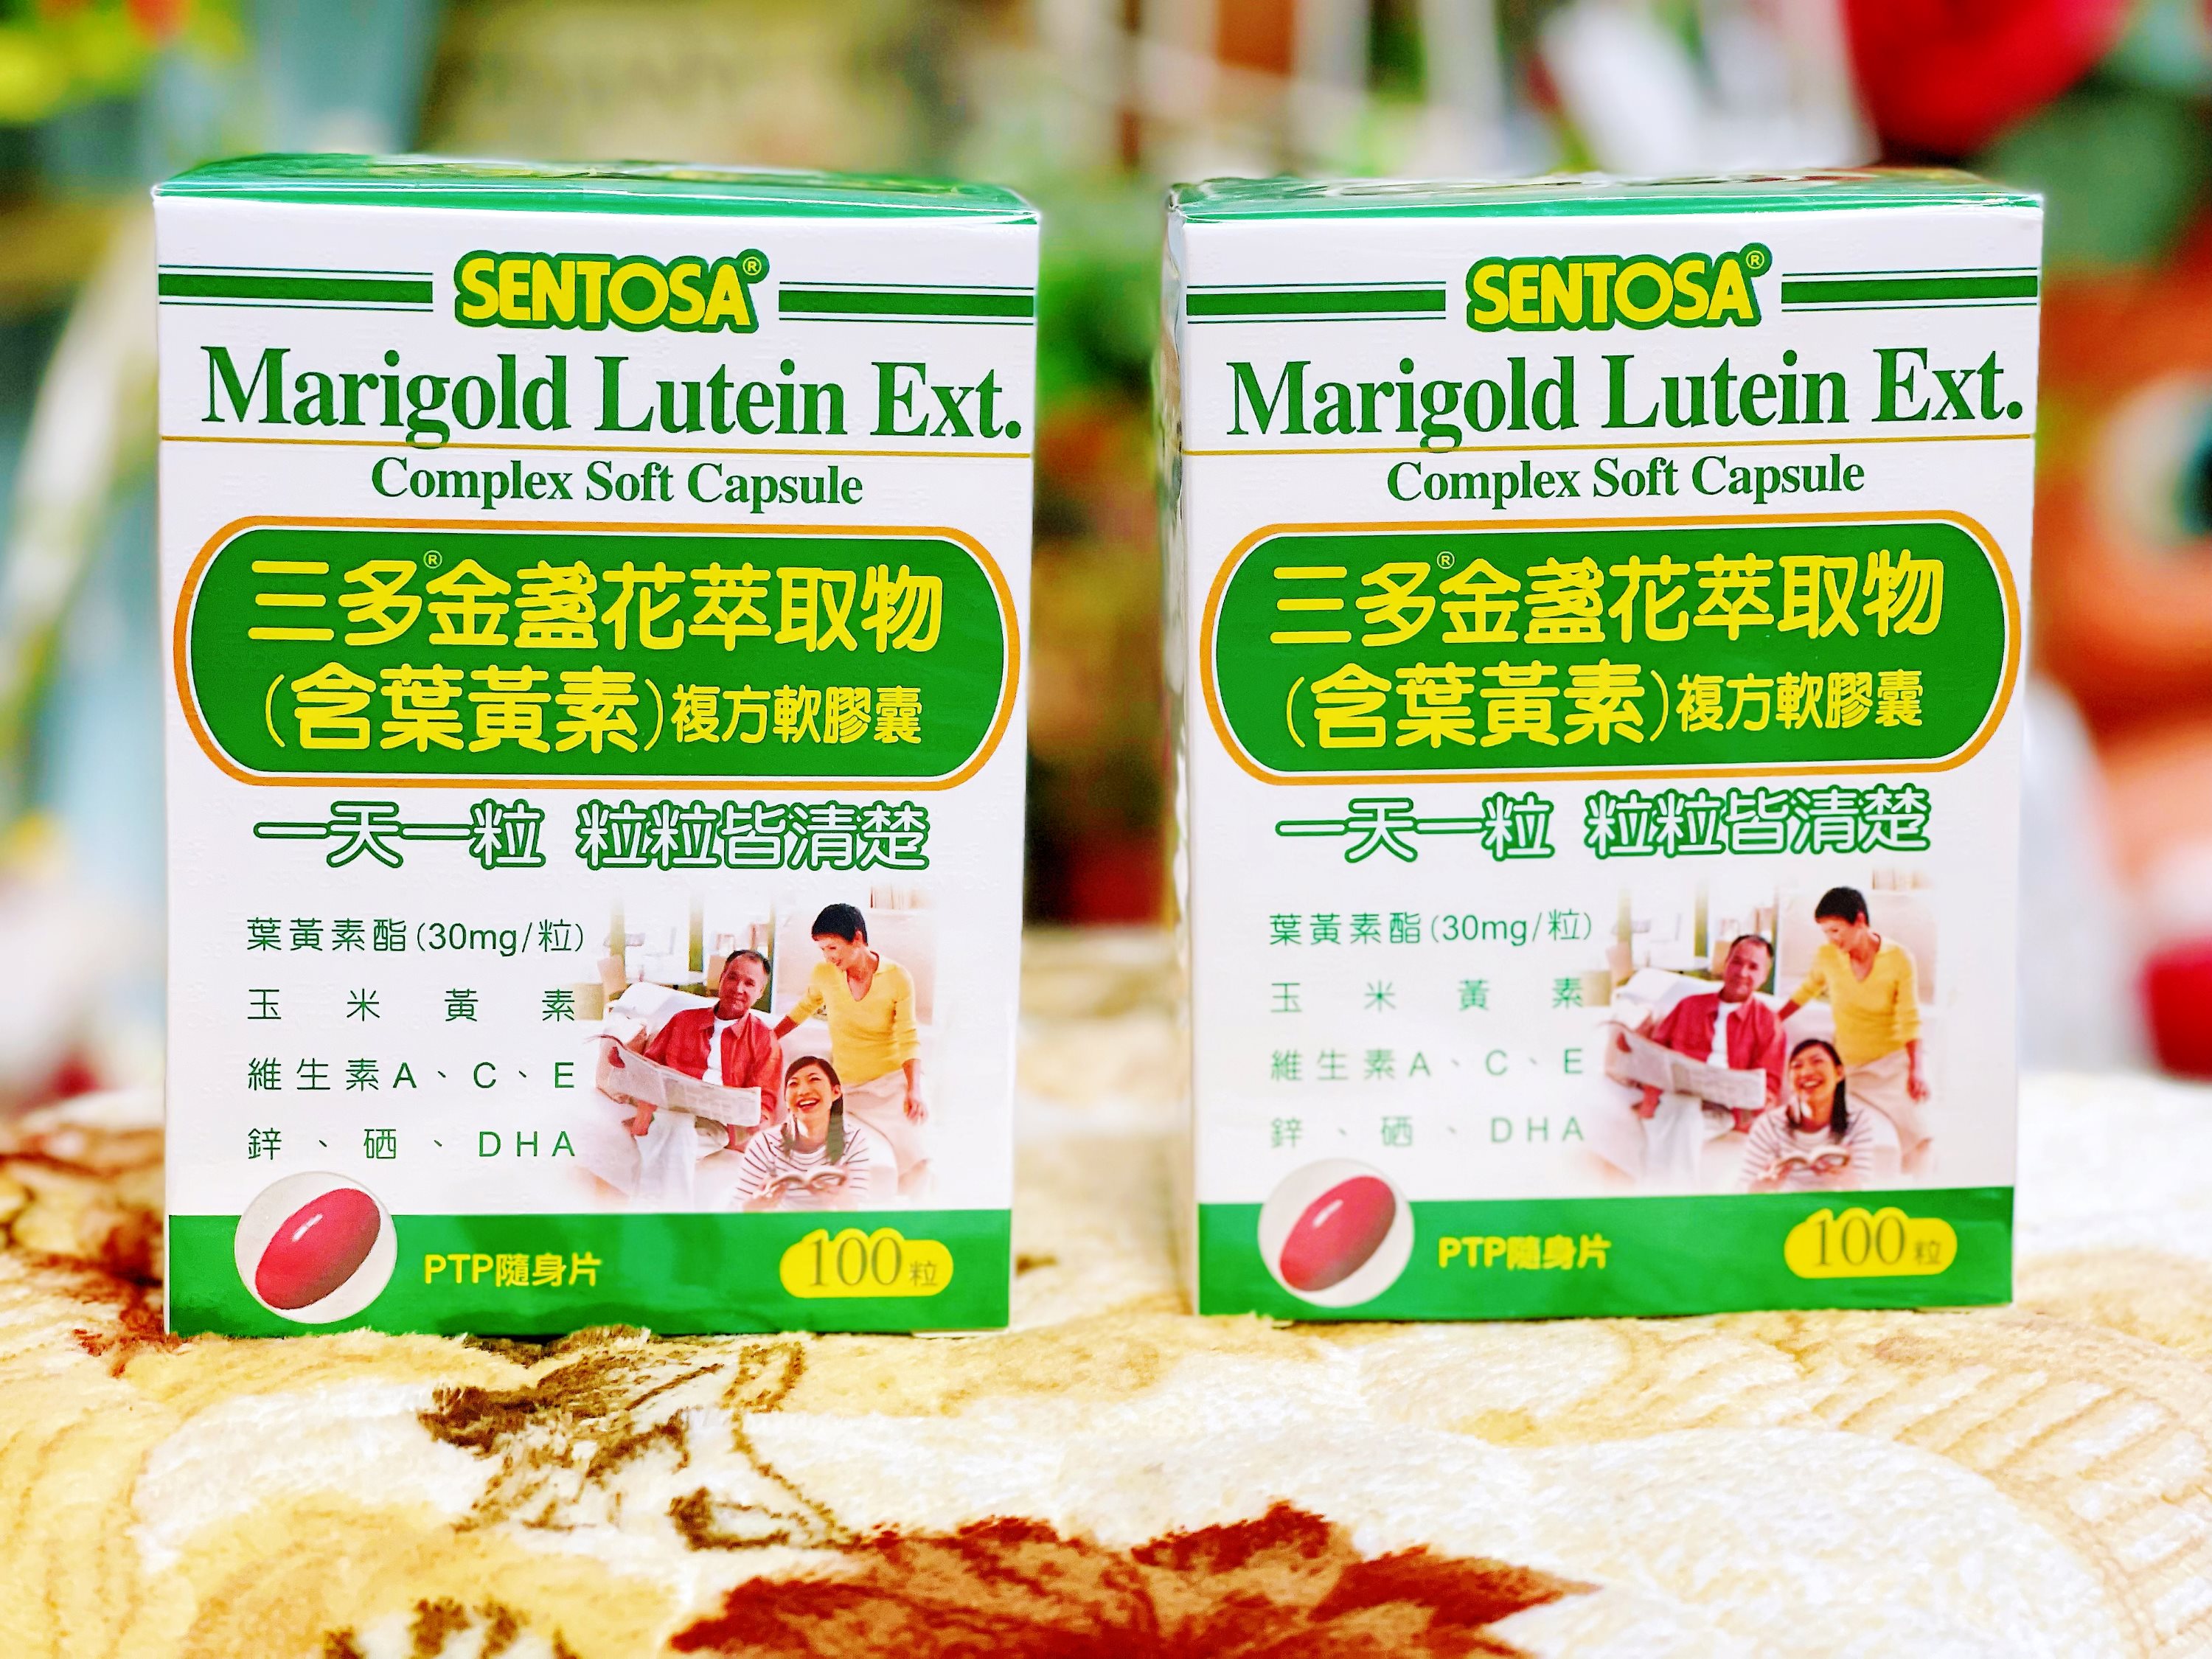 SENTOSA®
Marigold Lutein Ext.
Complex Soft Capsule
三多®金盞花萃取物
(含葉黃素)複方軟膠囊
一天一粒 粒粒皆清楚
葉黃素酯(30mg/粒)
玉米黃素
維生素A、C、E
鋅、硒、DHA
PTP隨身片
100粒
SENTOSA®
Marigold Lutein Ext.
Complex Soft Capsule
三多®金盞花萃取物
(含葉黃素)複方軟膠囊
一天一粒 粒粒皆清楚
葉黃素酯(30mg/粒)
玉米黃素
維生素A、C、E
鋅、硒、DHA
PTP隨身片
100粒